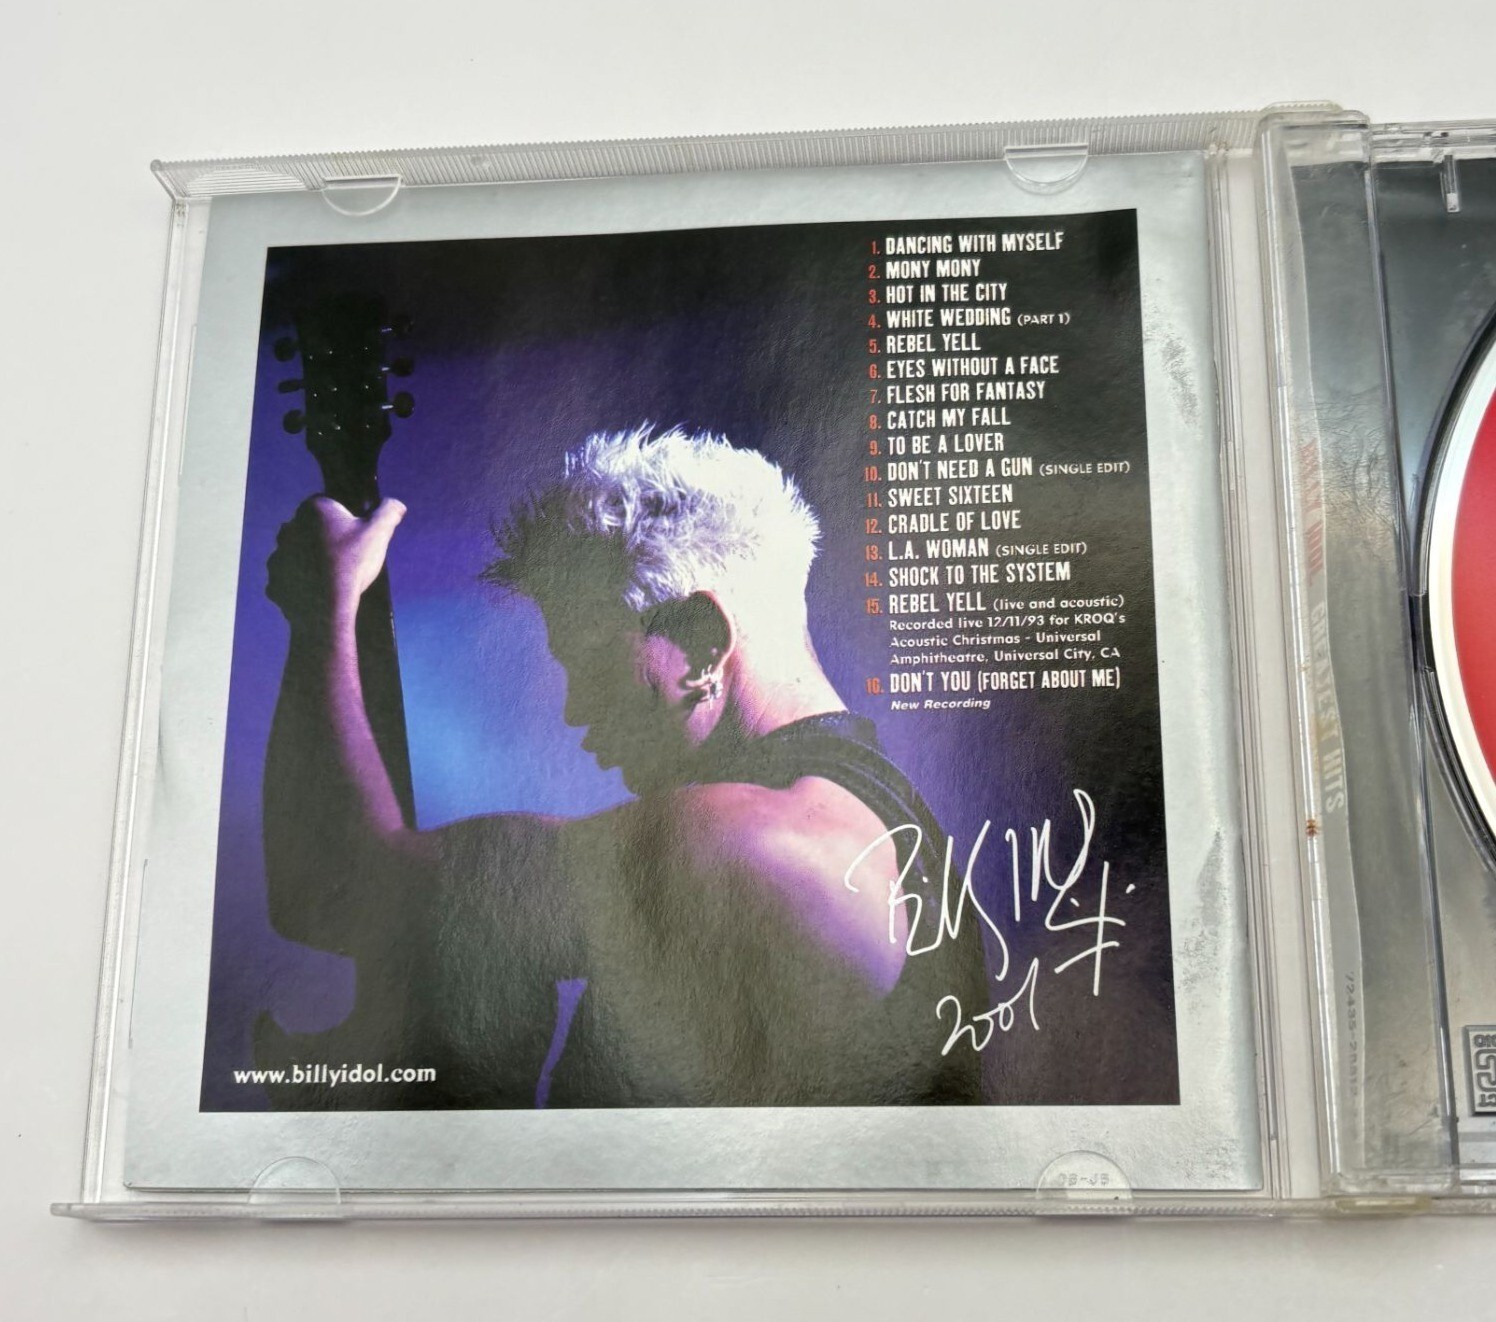 1. DANCING WITH MYSELF
2. MONY MONY
3. HOT IN THE CITY
4. WHITE WEDDING (PART 1)
5. REBEL YELL
6. EYES WITHOUT A FACE
7. FLESH FOR FANTASY
8. CATCH MY FALL
9. TO BE A LOVER
10. DON'T NEED A GUN (SINGLE EDIT)
11. SWEET SIXTEEN
12. CRADLE OF LOVE
13. L.A. WOMAN (SINGLE EDIT)
14. SHOCK TO THE SYSTEM
15. REBEL YELL (live and acoustic)
Recorded live 12/11/93 for KROQ's
Acoustic Christmas - Universal
Amphitheatre, Universal City, CA
16. DON'T YOU (FORGET ABOUT ME)
New Recording
Billy Idol
2001
www.billyidol.com
BILLY IDOL GREATEST HITS